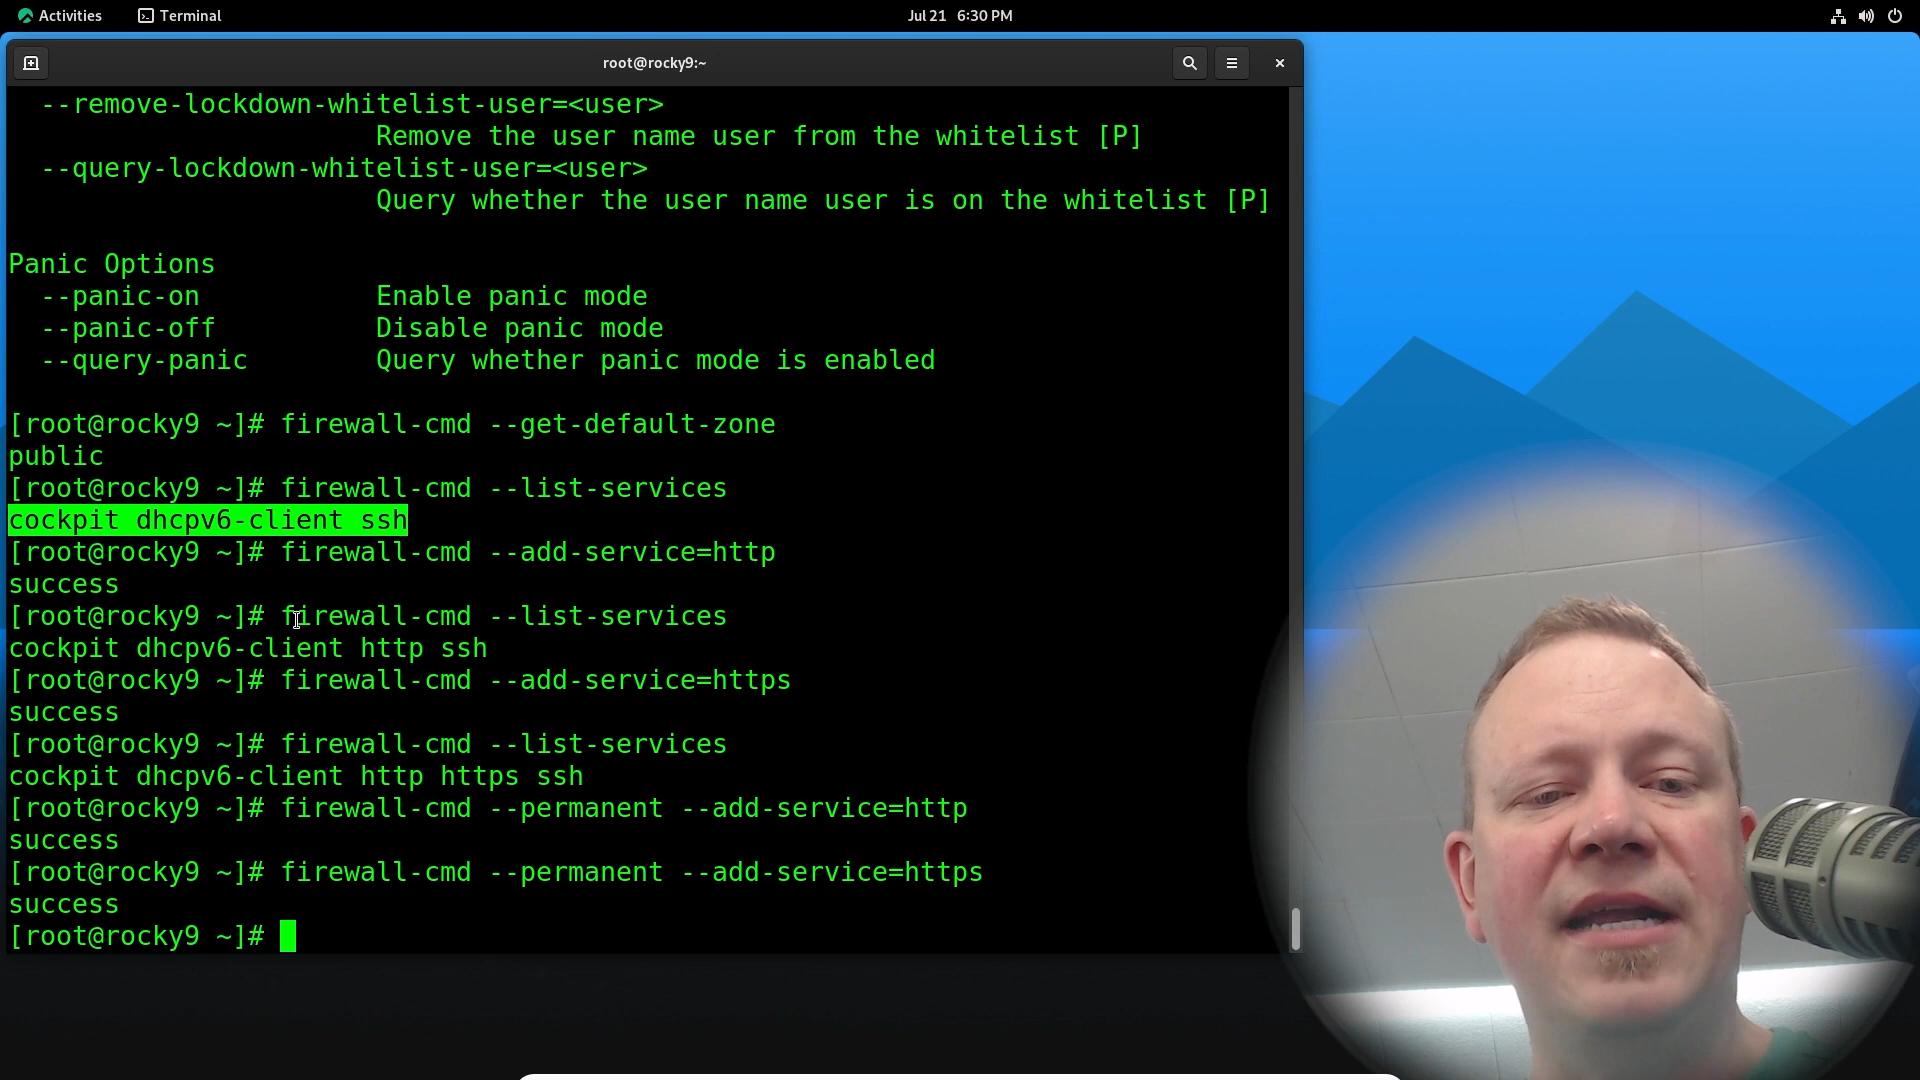 Activities
Terminal
Jul 21 6:30 PM
root@rocky9:~
--remove-lockdown-whitelist-user=<user>
Remove the user name user from the whitelist [P]
--query-lockdown-whitelist-user=<user>
Query whether the user name user is on the whitelist [P]
Panic Options
--panic-on Enable panic mode
--panic-off Disable panic mode
--query-panic Query whether panic mode is enabled
[root@rocky9 ~]# firewall-cmd --get-default-zone
public
[root@rocky9 ~]# firewall-cmd --list-services
cockpit dhcpv6-client ssh
[root@rocky9 ~]# firewall-cmd --add-service=http
success
[root@rocky9 ~]# firewall-cmd --list-services
cockpit dhcpv6-client http ssh
[root@rocky9 ~]# firewall-cmd --add-service=https
success
[root@rocky9 ~]# firewall-cmd --list-services
cockpit dhcpv6-client http https ssh
[root@rocky9 ~]# firewall-cmd --permanent --add-service=http
success
[root@rocky9 ~]# firewall-cmd --permanent --add-service=https
success
[root@rocky9 ~]#